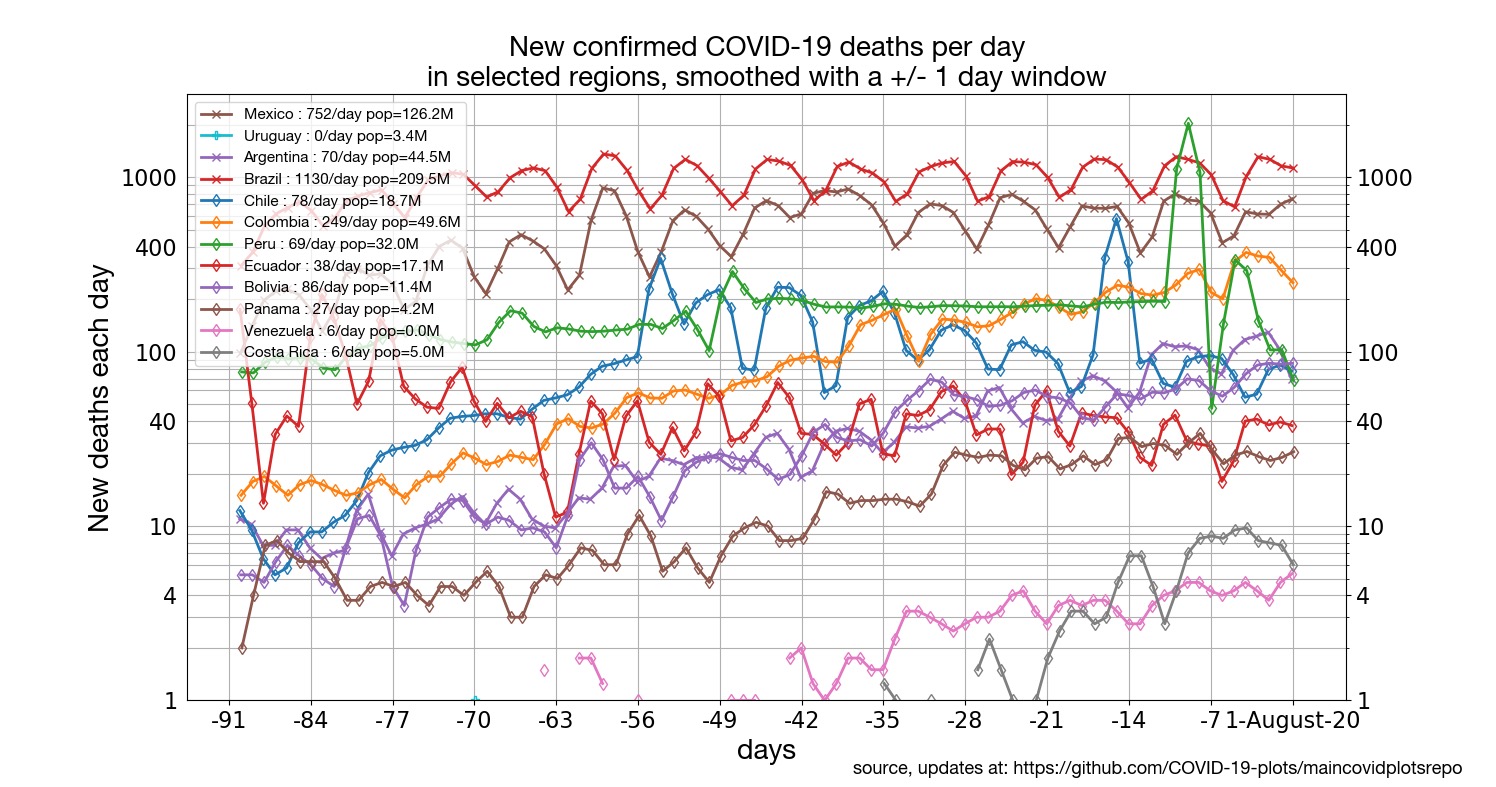 New confirmed COVID-19 deaths per day
in selected regions, smoothed with a +/- 1 day window
Mexico : 752/day pop=126.2M
Uruguay : 0/day pop=3.4M
Argentina : 70/day pop=44.5M
Brazil : 1130/day pop=209.5M
Chile : 78/day pop=18.7M
Colombia : 249/day pop=49.6M
Peru : 69/day pop=32.0M
Ecuador : 38/day pop=17.1M
Bolivia : 86/day pop=11.4M
Panama : 27/day pop=4.2M
Venezuela : 6/day pop=0.0M
Costa Rica : 6/day pop=5.0M
New deaths each day
1000
400
100
40
10
4
1
1000
400
100
40
10
4
1
-91 -84 -77 -70 -63 -56 -49 -42 -35 -28 -21 -14 -7 1-August-20
days
source, updates at: https://github.com/COVID-19-plots/maincovidplotsrepo